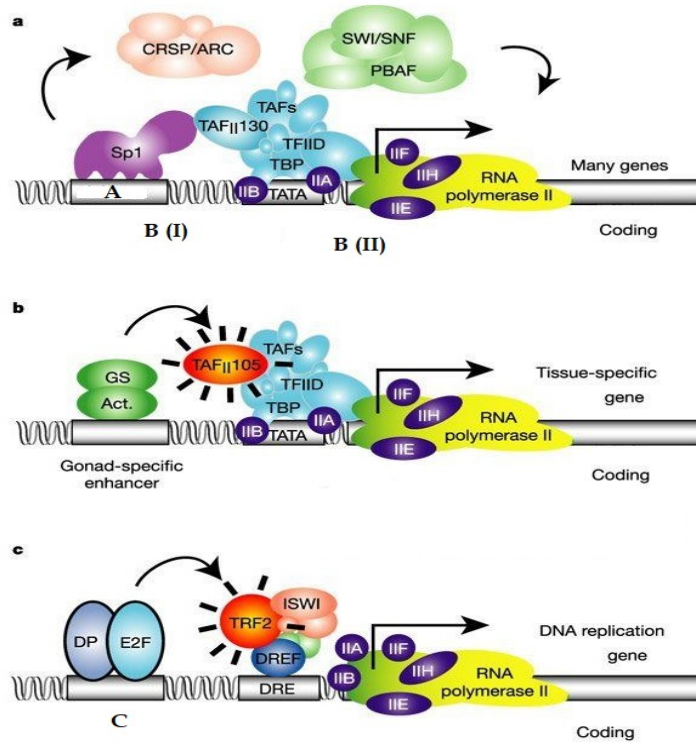 a
CRSP/ARC
SWI/SNF
PBAF
TAFs
TAFII130
Sp1
TFIID
TBP
IIF
IIH
IIA
IIB
RNA
polymerase II
Many genes
A
TATA
IIE
B (I)
B (II)
Coding
b
TAFII105
TAFs
GS
TFIID
IIF
Tissue-specific
gene
Act.
TBP
IIA
IIH
RNA
polymerase II
IIB
TATA
IIE
Gonad-specific
enhancer
Coding
c
ISWI
TRF2
DP
E2F
IIA
IIF
DNA replication
gene
DREF
IIH
RNA
polymerase II
IIB
DRE
IIE
C
Coding